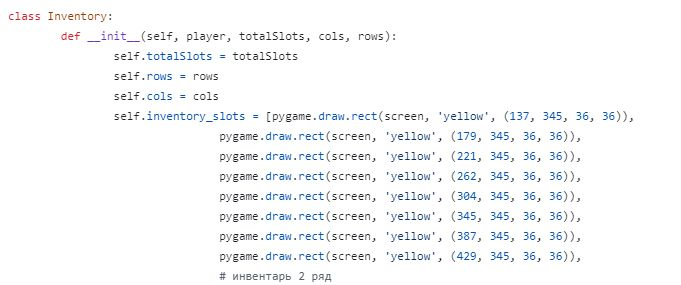 class Inventory:
def __init__(self, player, totalSlots, cols, rows):
self.totalSlots = totalSlots
self.rows = rows
self.cols = cols
self.inventory_slots = [pygame.draw.rect(screen, 'yellow', (137, 345, 36, 36)),
pygame.draw.rect(screen, 'yellow', (179, 345, 36, 36)),
pygame.draw.rect(screen, 'yellow', (221, 345, 36, 36)),
pygame.draw.rect(screen, 'yellow', (262, 345, 36, 36)),
pygame.draw.rect(screen, 'yellow', (304, 345, 36, 36)),
pygame.draw.rect(screen, 'yellow', (345, 345, 36, 36)),
pygame.draw.rect(screen, 'yellow', (387, 345, 36, 36)),
pygame.draw.rect(screen, 'yellow', (429, 345, 36, 36)),
# инвентарь 2 ряд